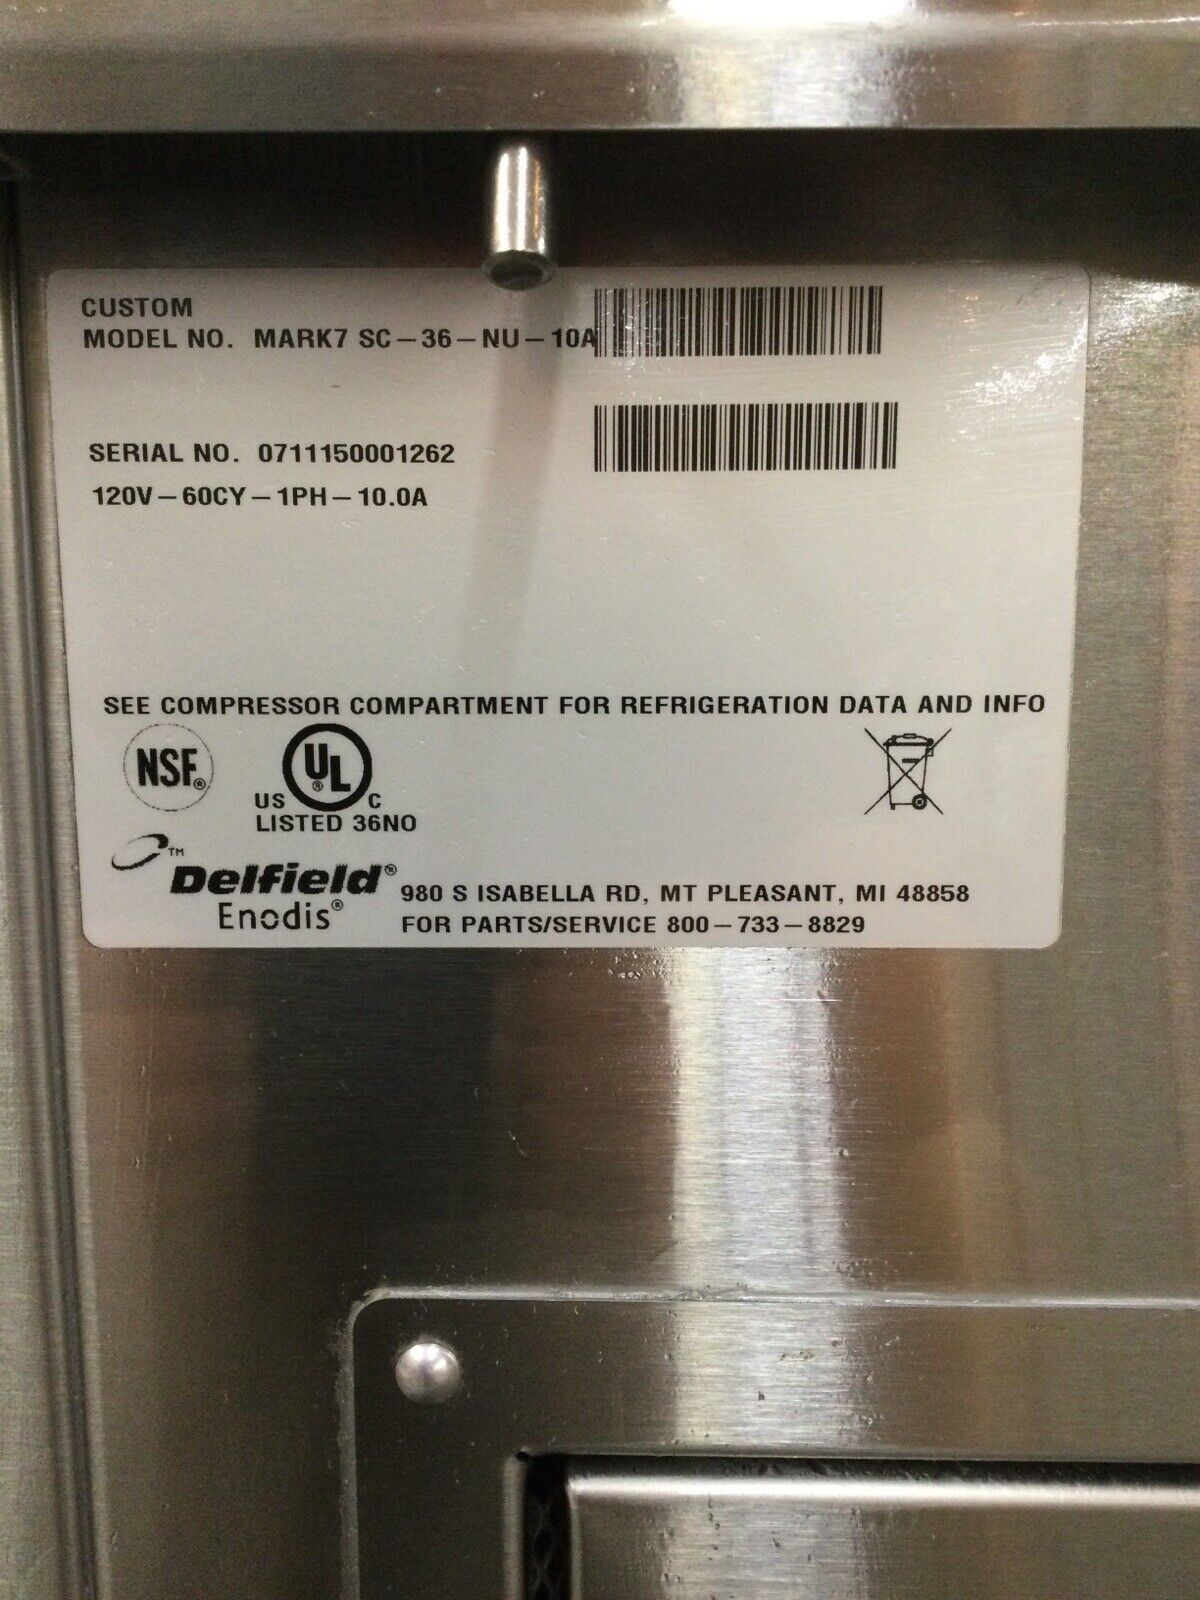 CUSTOM
MODEL NO. MARK7 SC-36-NU-10A
SERIAL NO. 0711150001262
120V-60CY-1PH-10.0A
SEE COMPRESSOR COMPARTMENT FOR REFRIGERATION DATA AND INFO
NSF®
UL®
US C
LISTED 36NO
™
Delfield®
Enodis®
980 S ISABELLA RD, MT PLEASANT, MI 48858
FOR PARTS/SERVICE 800-733-8829